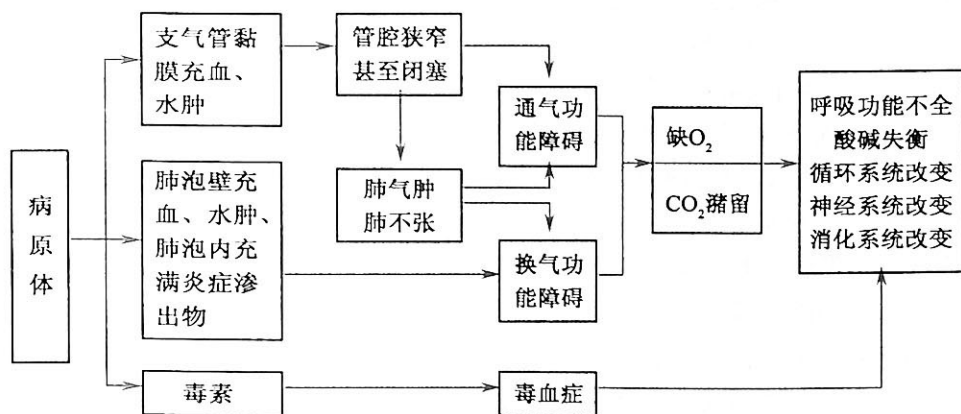 支气管黏
膜充血、
水肿
管腔狭窄
甚至闭塞
通气功
能障碍
缺O₂
CO₂潴留
呼吸功能不全
酸碱失衡
循环系统改变
神经系统改变
消化系统改变
病
原
体
肺泡壁充
血、水肿、
肺泡内充
满炎症渗
出物
肺气肿
肺不张
换气功
能障碍
毒素
毒血症